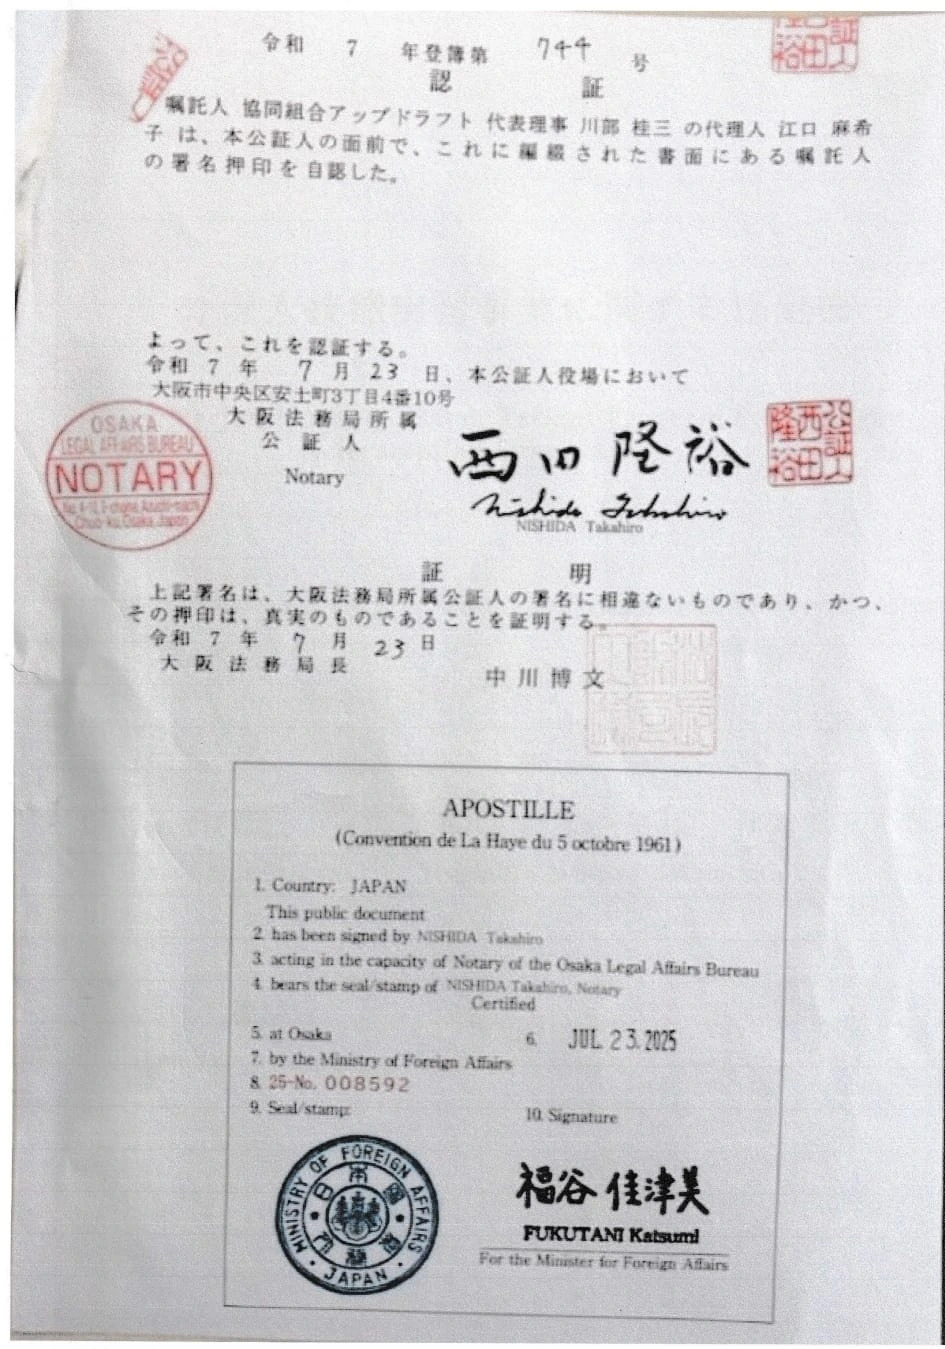 令和 7 年登簿第 744 号
認 証
嘱託人 協同組合アップドラフト 代表理事 川部 桂三 の代理人 江口 麻希
子 は、本公証人の面前で、これに編綴された書面にある嘱託人
の署名押印を自認した。
よって、これを認証する。
令和 7 年 7 月 23 日、本公証人役場において
大阪市中央区安土町3丁目4番10号
大阪法務局所属
公証人
Notary
西田隆裕
Nishida Takahiro
NISHIDA Takahiro
公証人西田隆裕
OSAKA
LEGAL AFFAIRS BUREAU
NOTARY
Chuo-ku, Osaka, Japan
証 明
上記署名は、大阪法務局所属公証人の署名に相違ないものであり、かつ、
その押印は、真実のものであることを証明する。
令和 7 年 7 月 23 日
大阪法務局長 中川博文
APOSTILLE
(Convention de La Haye du 5 octobre 1961)
1. Country: JAPAN
This public document
2. has been signed by NISHIDA Takahiro
3. acting in the capacity of Notary of the Osaka Legal Affairs Bureau
4. bears the seal/stamp of NISHIDA Takahiro, Notary
Certified
5. at Osaka 6. JUL. 23. 2025
7. by the Ministry of Foreign Affairs
8. 25-No. 008592
9. Seal/stamp: 10. Signature
MINISTRY OF FOREIGN AFFAIRS
JAPAN
福谷佳津美
FUKUTANI Katsumi
For the Minister for Foreign Affairs